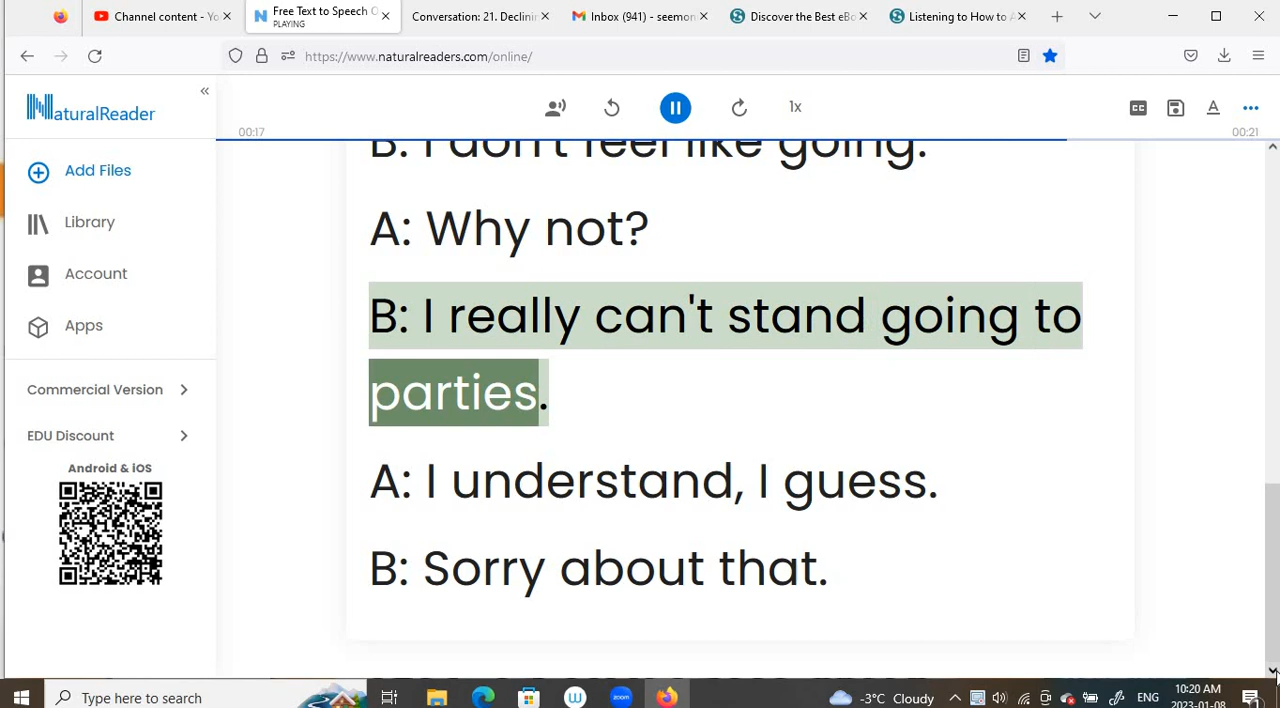 Channel content - Yo
Free Text to Speech O
PLAYING
Conversation: 21. Declinin
Inbox (941) - seemon
Discover the Best eBo
Listening to How to A
https://www.naturalreaders.com/online/
NaturalReader
«
1x
CC
A
00:17
00:21
B: I don't feel like going.
Add Files
Library
Account
Apps
Commercial Version
EDU Discount
Android & iOS
A: Why not?
B: I really can't stand going to
parties.
A: I understand, I guess.
B: Sorry about that.
Type here to search
W
zoom
-3°C Cloudy
ENG
10:20 AM
2023-01-08
1